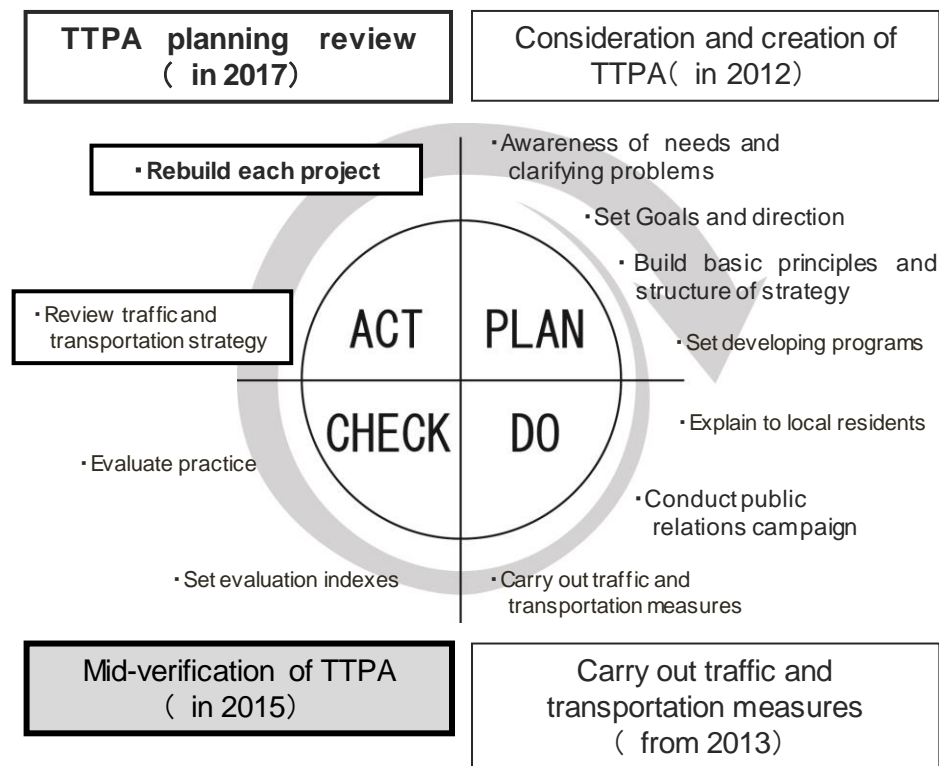 TTPA planning review
( in 2017)
Consideration and creation of
TTPA( in 2012)
・Rebuild each project
・Awareness of needs and
clarifying problems
・Set Goals and direction
・Build basic principles and
structure of strategy
・Review traffic and
transportation strategy
・Set developing programs
ACT
PLAN
CHECK
DO
・Explain to local residents
・Evaluate practice
・Conduct public
relations campaign
・Set evaluation indexes
・Carry out traffic and
transportation measures
Mid-verification of TTPA
( in 2015)
Carry out traffic and
transportation measures
( from 2013)